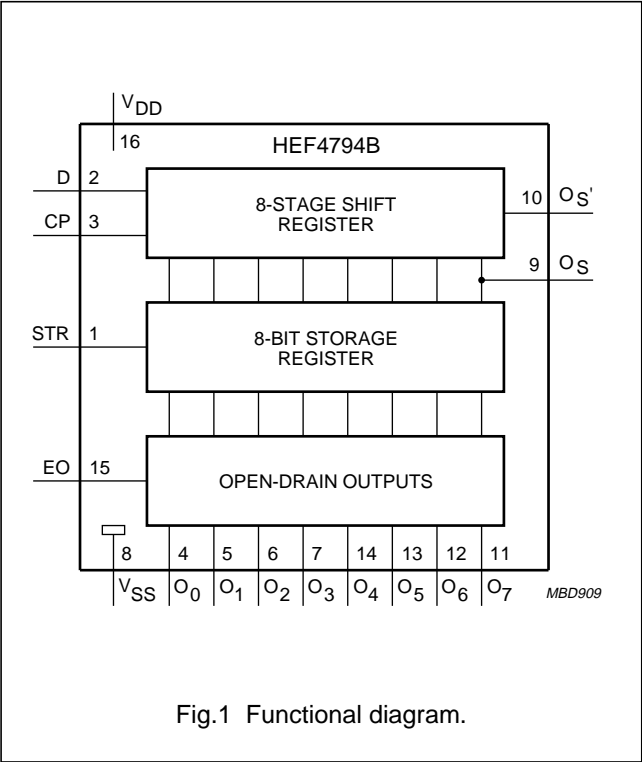 VDD
16
HEF4794B
D 2
8-STAGE SHIFT
REGISTER
10 OS'
CP 3
9 OS
STR 1
8-BIT STORAGE
REGISTER
EO 15
OPEN-DRAIN OUTPUTS
8 4 5 6 7 14 13 12 11
VSS O0 O1 O2 O3 O4 O5 O6 O7
MBD909
Fig.1 Functional diagram.